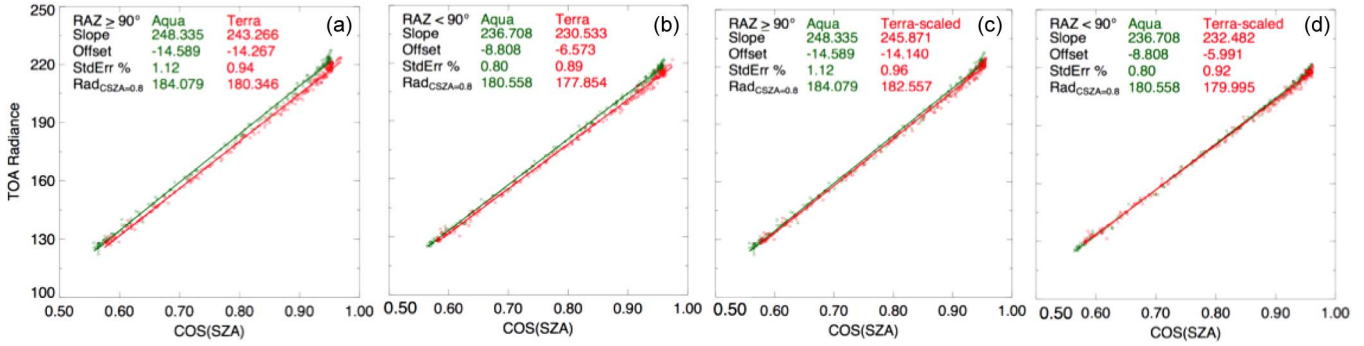 RAZ ≥ 90° Aqua Terra (a)
Slope 248.335 243.266
Offset -14.589 -14.267
StdErr % 1.12 0.94
Rad CSZA=0.8 184.079 180.346
RAZ < 90° Aqua Terra (b)
Slope 236.708 230.533
Offset -8.808 -6.573
StdErr % 0.80 0.89
Rad CSZA=0.8 180.558 177.854
RAZ ≥ 90° Aqua Terra-scaled (c)
Slope 248.335 245.871
Offset -14.589 -14.140
StdErr % 1.12 0.96
Rad CSZA=0.8 184.079 182.557
RAZ < 90° Aqua Terra-scaled (d)
Slope 236.708 232.482
Offset -8.808 -5.991
StdErr % 0.80 0.92
Rad CSZA=0.8 180.558 179.995
TOA Radiance
220
190
160
130
100
0.50 0.60 0.70 0.80 0.90 1.00
COS(SZA)
0.50 0.60 0.70 0.80 0.90 1.00
COS(SZA)
0.50 0.60 0.70 0.80 0.90 1.00
COS(SZA)
0.50 0.60 0.70 0.80 0.90 1.00
COS(SZA)